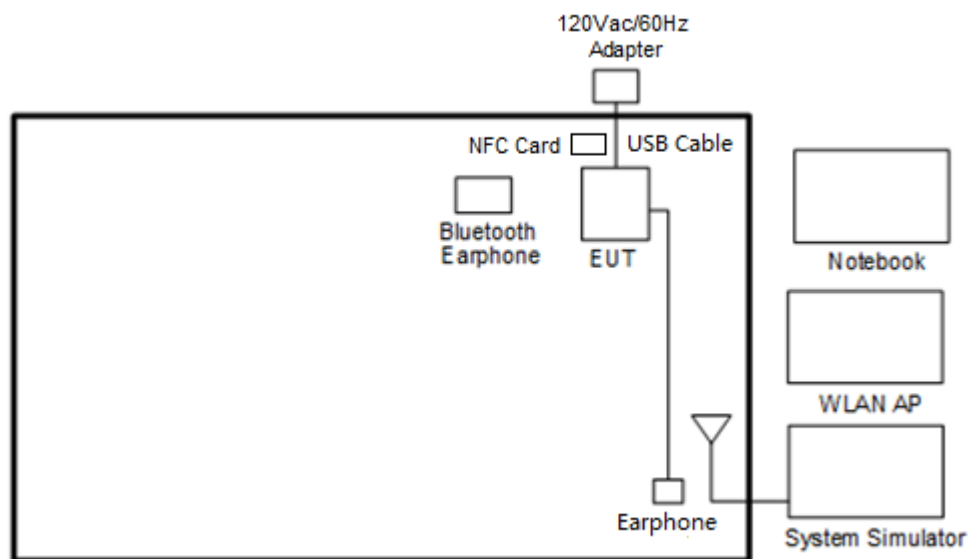 120Vac/60Hz
Adapter
NFC Card
USB Cable
Bluetooth
Earphone
EUT
Notebook
WLAN AP
Earphone
System Simulator